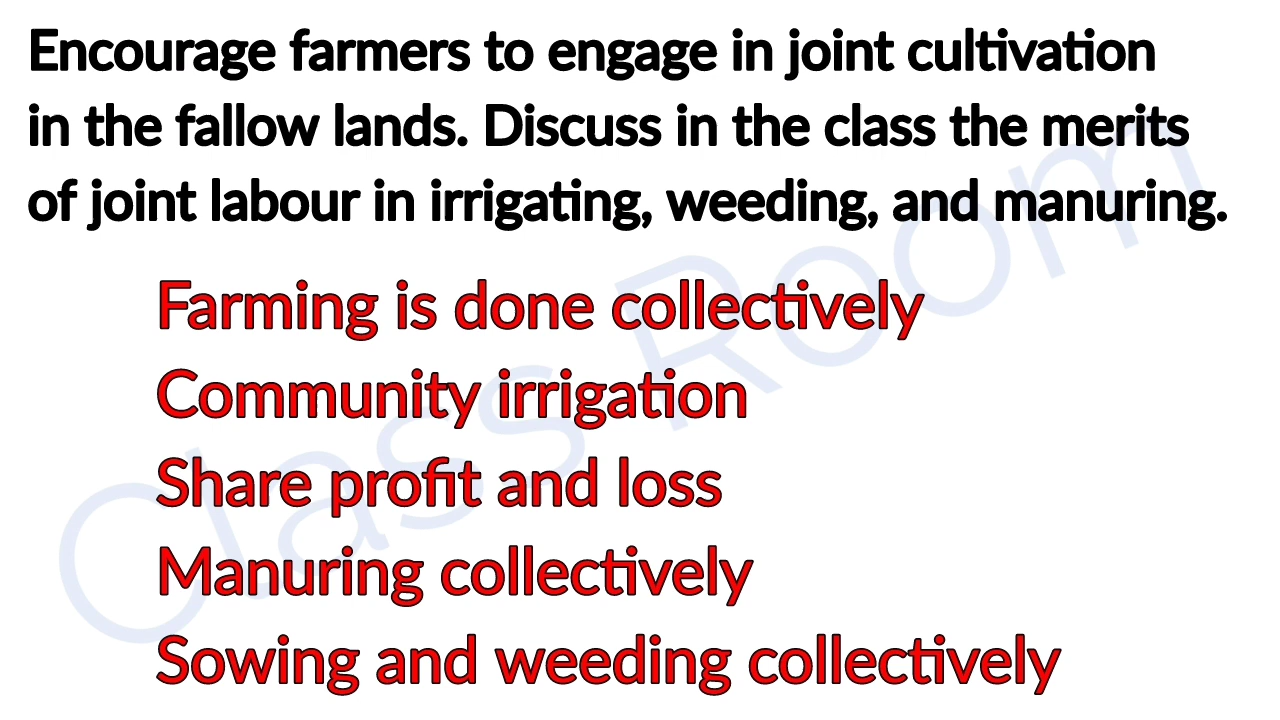 Encourage farmers to engage in joint cultivation
in the fallow lands. Discuss in the class the merits
of joint labour in irrigating, weeding, and manuring.
Farming is done collectively
Community irrigation
Share profit and loss
Manuring collectively
Sowing and weeding collectively
Class Room